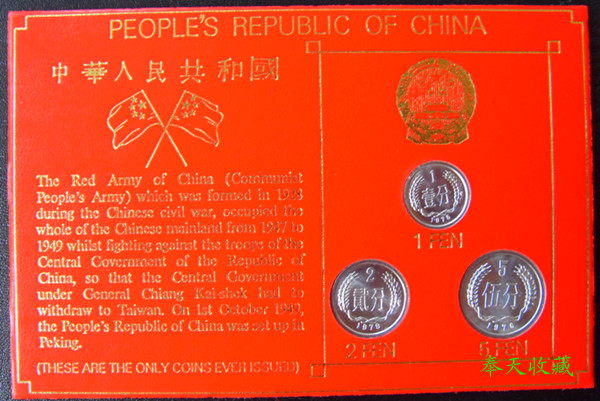 PEOPLE'S REPUBLIC OF CHINA
中華人民共和國
The Red Army of China (Communist
People's Army) which was formed in 1928
during the Chinese civil war, occupied the
whole of the Chinese mainland from 1947 to
1949 whilst fighting against the troops of the
Central Government of the Republic of
China, so that the Central Government
under General Chiang Kai-shek had to
withdraw to Taiwan. On 1st October 1949,
the People's Republic of China was set up in
Peking.
(THESE ARE THE ONLY COINS EVER ISSUED)
1
壹分
1976
1 FEN
2
贰分
1979
2 FEN
5
伍分
1976
5 FEN
奉天收藏